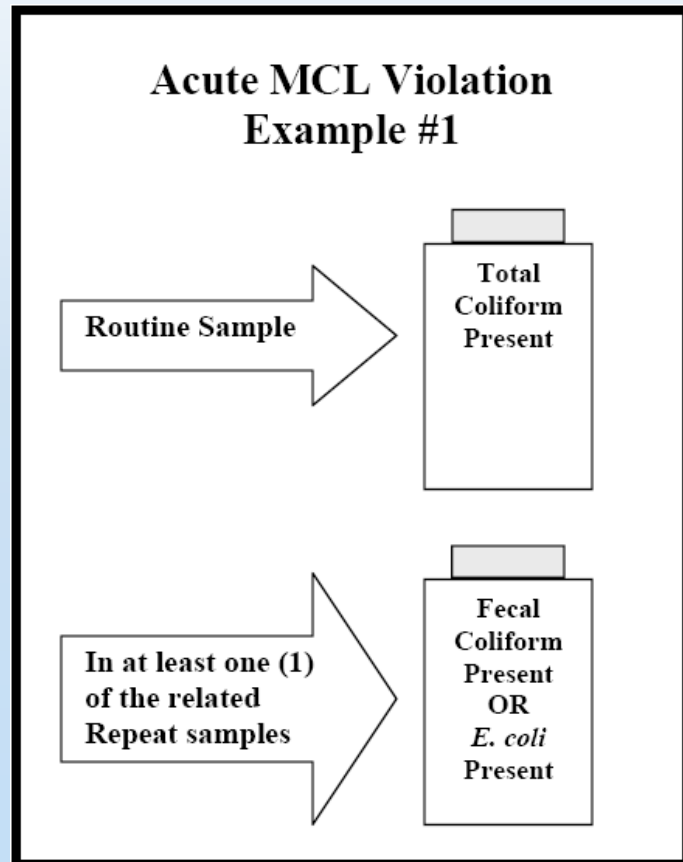 Acute MCL Violation
Example #1
Routine Sample
Total
Coliform
Present
In at least one (1)
of the related
Repeat samples
Fecal
Coliform
Present
OR
E. coli
Present